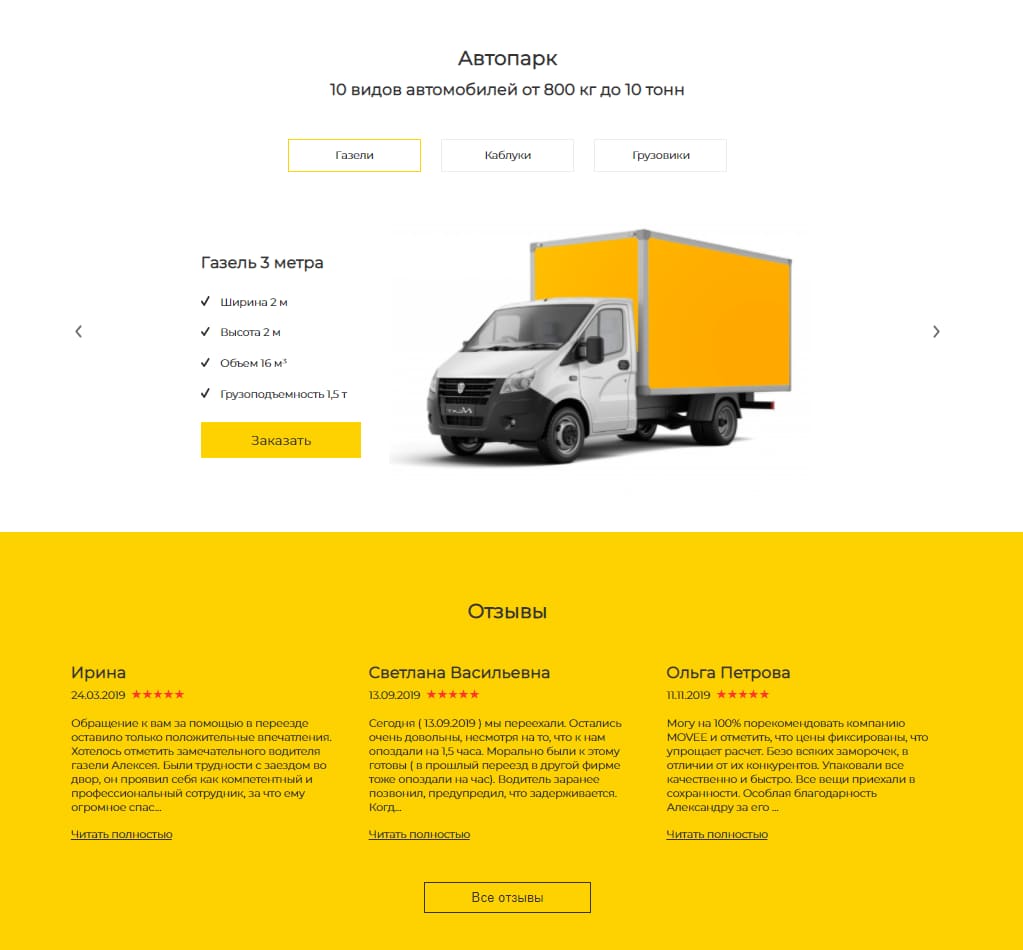 Автопарк
10 видов автомобилей от 800 кг до 10 тонн
Газели
Каблуки
Грузовики
Газель 3 метра
Ширина 2 м
Высота 2 м
Объем 16 м³
Грузоподъемность 1,5 т
Заказать
Отзывы
Ирина
24.03.2019
Обращение к вам за помощью в переезде
оставило только положительные впечатления.
Хотелось отметить замечательного водителя
газели Алексея. Были трудности с заездом во
двор, он проявил себя как компетентный и
профессиональный сотрудник, за что ему
огромное спас...
Читать полностью
Светлана Васильевна
13.09.2019
Сегодня ( 13.09.2019 ) мы переехали. Остались
очень довольны, несмотря на то, что к нам
опоздали на 1,5 часа. Морально были к этому
готовы ( в прошлый переезд в другой фирме
тоже опоздали на час). Водитель заранее
позвонил, предупредил, что задерживается.
Когд...
Читать полностью
Ольга Петрова
11.11.2019
Могу на 100% порекомендовать компанию
MOVEE и отметить, что цены фиксированы, что
упрощает расчет. Безо всяких заморочек, в
отличии от их конкурентов. Упаковали все
качественно и быстро. Все вещи приехали в
сохранности. Особлая благодарность
Александру за его ...
Читать полностью
Все отзывы